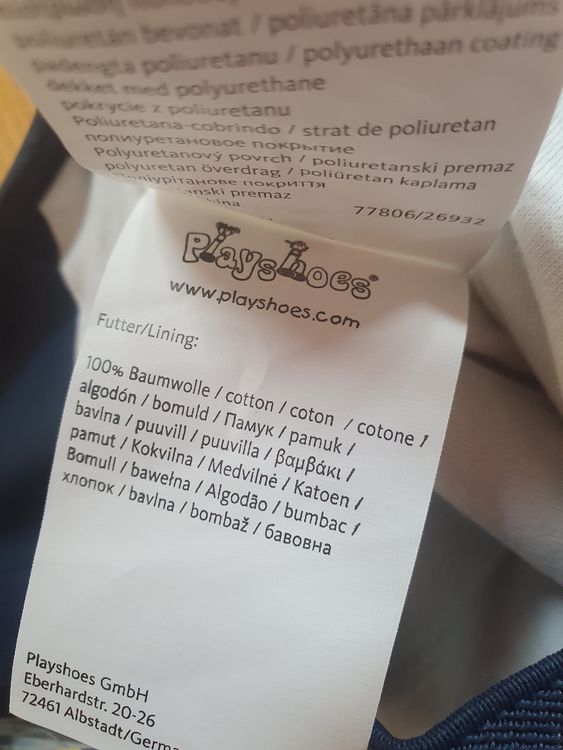 poliuretán bevonat / poliuretāna pārklājums
padengta poliuretanu / polyurethaan coating
dekket med polyurethane
pokrycie z poliuretanu
Poliuretana-cobrindo / strat de poliuretan
полиуретановое покрытие
Polyuretanový povrch / poliuretanski premaz
polyuretan överdrag / poliüretan kaplama
поліурітанове покриття
tanski premaz
77806/26932
Playshoes®
www.playshoes.com
Futter/Lining:
100% Baumwolle / cotton / coton / cotone /
algodón / bomuld / Памук / pamuk /
bavlna / puuvill / puuvilla / βαμβάκι /
pamut / Kokvilna / Medvilnė / Katoen /
Bomull / bawełna / Algodão / bumbac /
хлопок / bavlna / bombaž / бавовна
Playshoes GmbH
Eberhardstr. 20-26
72461 Albstadt/Germ